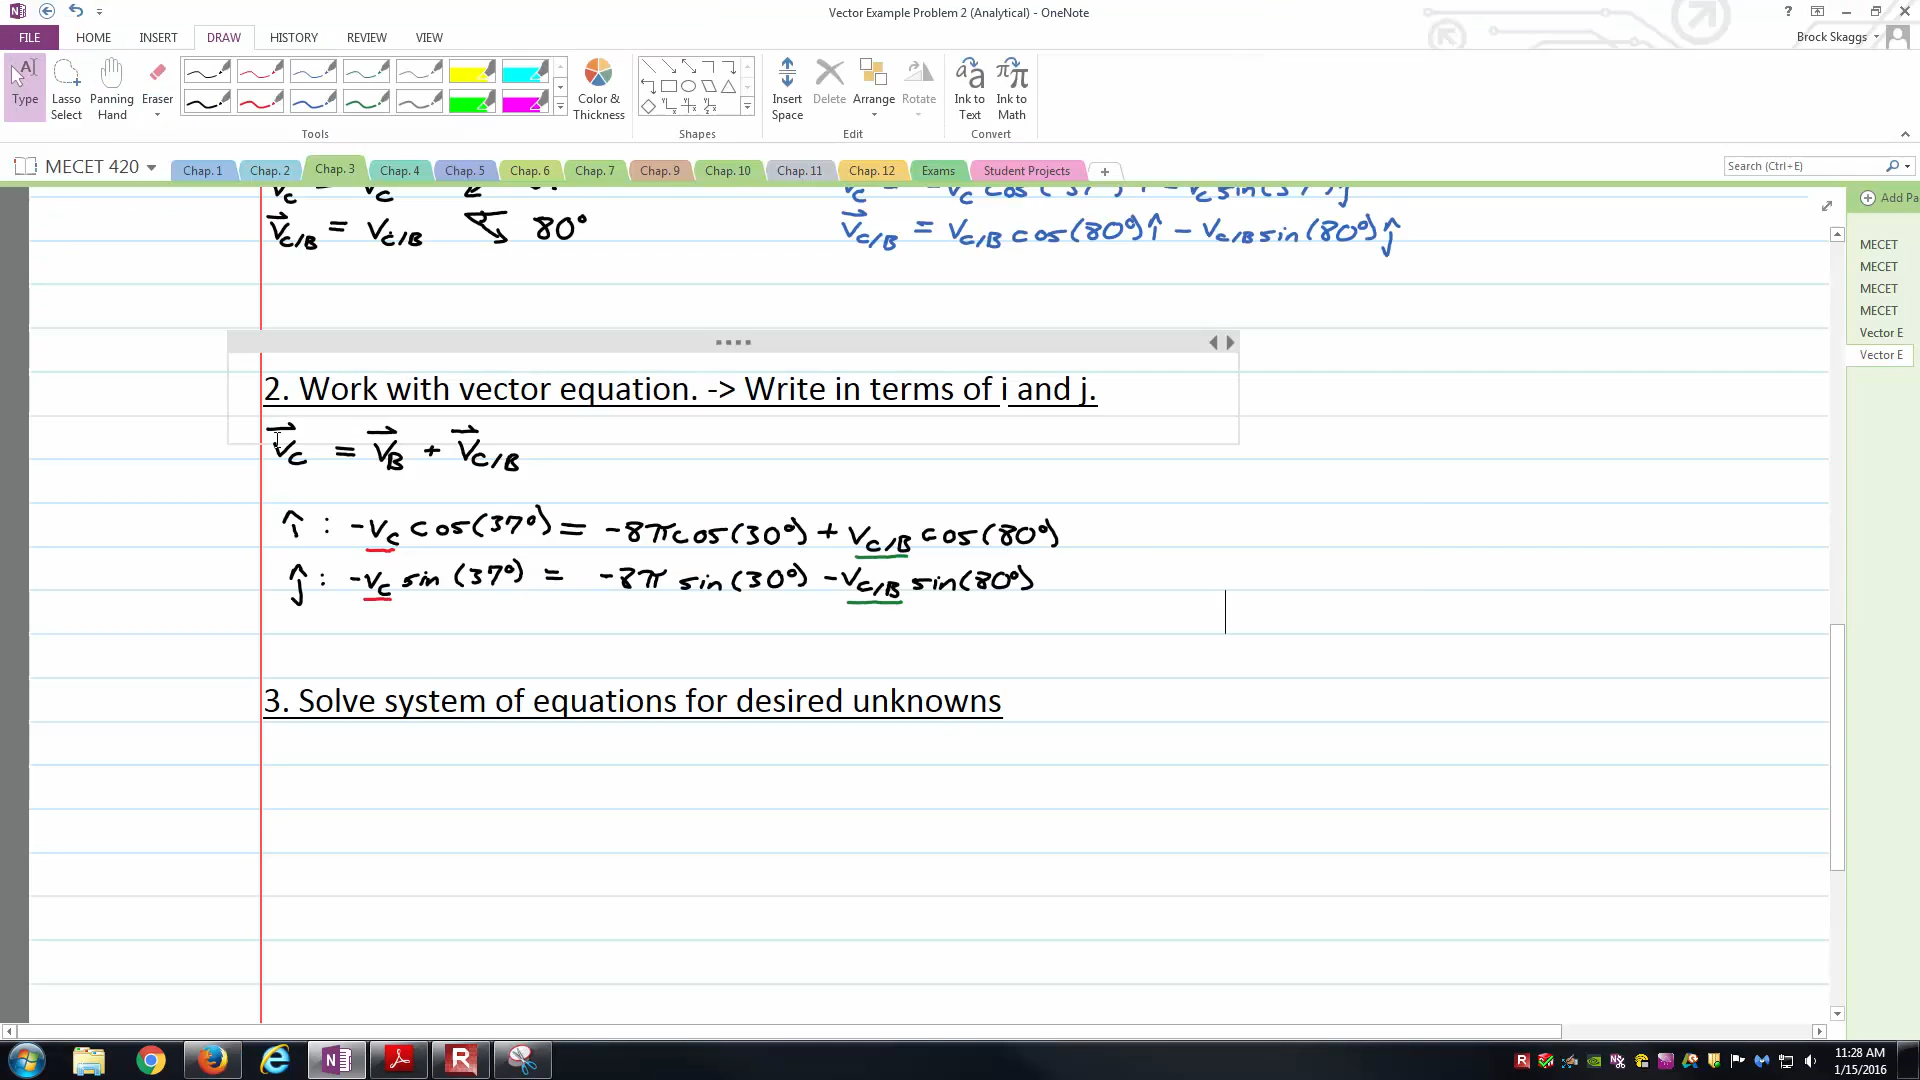 Vector Example Problem 2 (Analytical) - OneNote
FILE HOME INSERT DRAW HISTORY REVIEW VIEW
Brock Skaggs
Type
Lasso Select
Panning Hand
Eraser
Color & Thickness
Insert Space
Delete
Arrange
Rotate
Ink to Text
Ink to Math
Tools Shapes Edit Convert
MECET 420
Chap. 1 Chap. 2 Chap. 3 Chap. 4 Chap. 5 Chap. 6 Chap. 7 Chap. 9 Chap. 10 Chap. 11 Chap. 12 Exams Student Projects
Search (Ctrl+E)
Add Pa
MECET
MECET
MECET
MECET
Vector E
Vector E
V⃗C/B = VC/B 80°
V⃗C/B = VC/B cos(80°)î - VC/B sin(80°)ĵ
2. Work with vector equation. -> Write in terms of i and j.
V⃗C = V⃗B + V⃗C/B
î : -VC cos(37°) = -8π cos(30°) + VC/B cos(80°)
ĵ : -VC sin(37°) = -8π sin(30°) - VC/B sin(80°)
3. Solve system of equations for desired unknowns
11:28 AM
1/15/2016